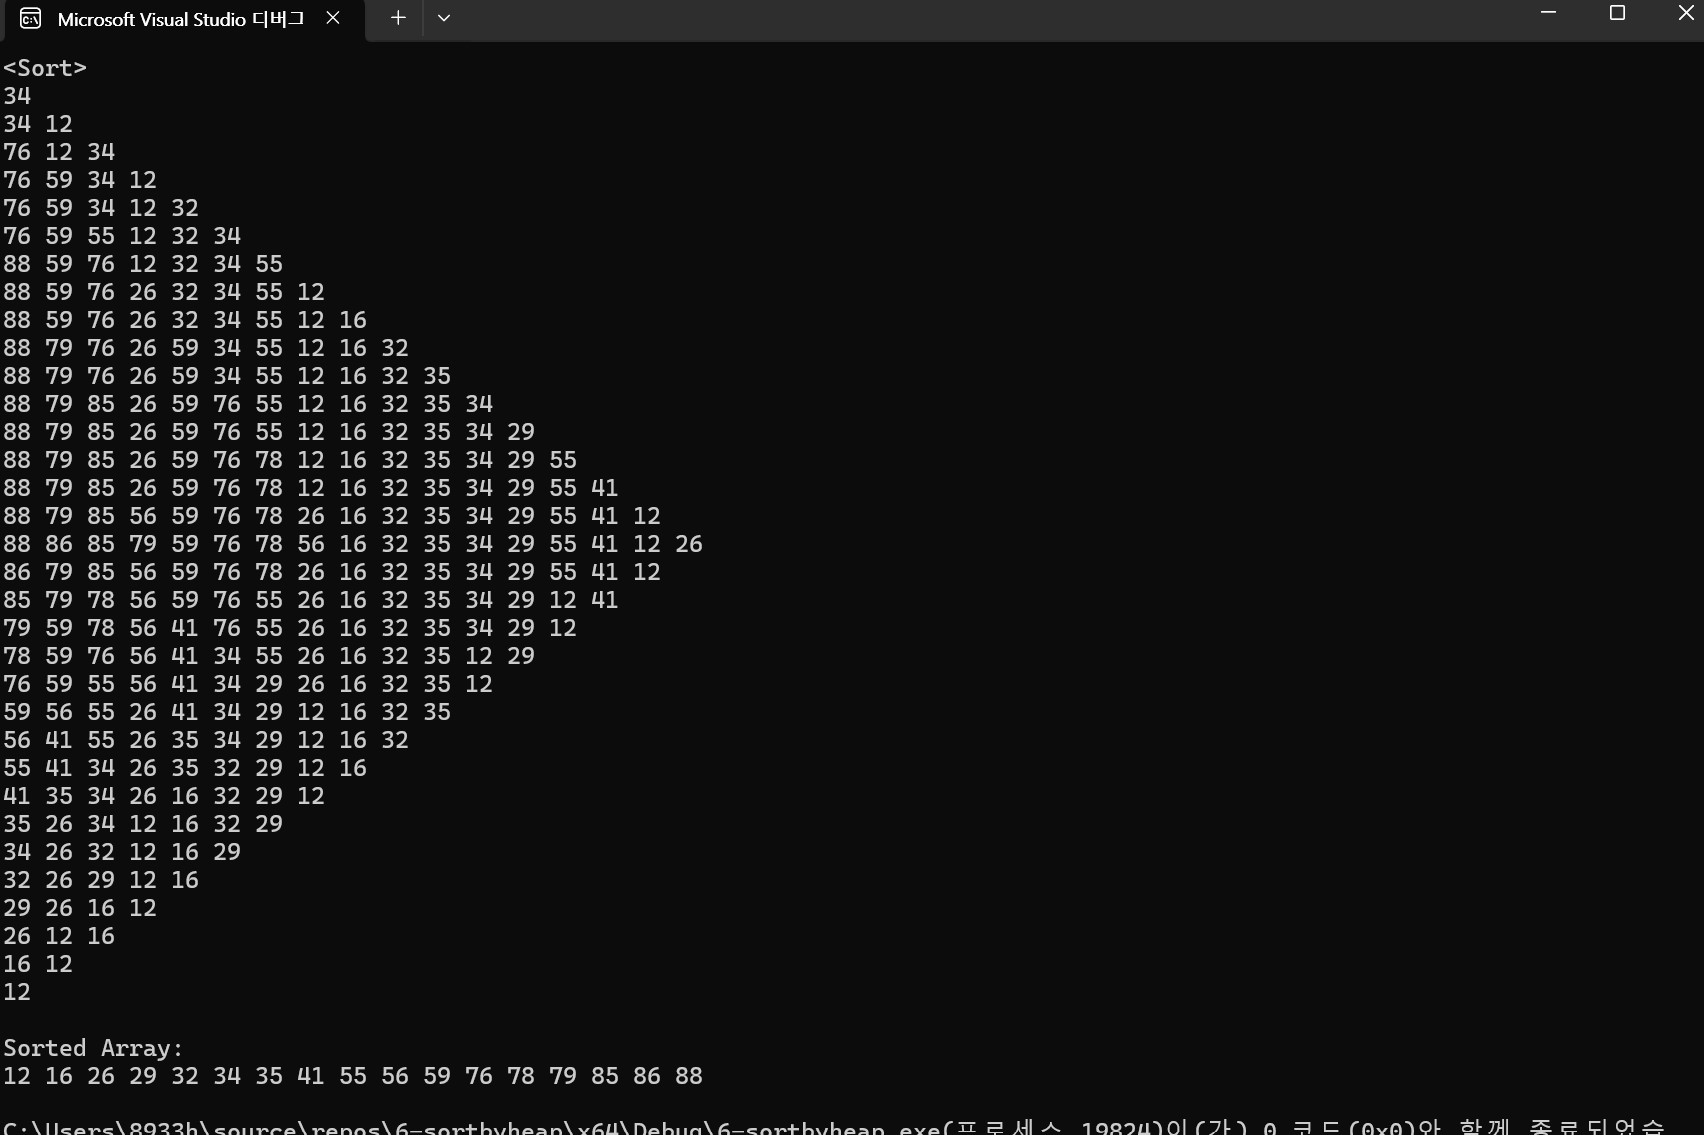 Microsoft Visual Studio 디버그
<Sort>
34
34 12
76 12 34
76 59 34 12
76 59 34 12 32
76 59 55 12 32 34
88 59 76 12 32 34 55
88 59 76 26 32 34 55 12
88 59 76 26 32 34 55 12 16
88 79 76 26 59 34 55 12 16 32
88 79 76 26 59 34 55 12 16 32 35
88 79 85 26 59 76 55 12 16 32 35 34
88 79 85 26 59 76 55 12 16 32 35 34 29
88 79 85 26 59 76 78 12 16 32 35 34 29 55
88 79 85 26 59 76 78 12 16 32 35 34 29 55 41
88 79 85 56 59 76 78 26 16 32 35 34 29 55 41 12
88 86 85 79 59 76 78 56 16 32 35 34 29 55 41 12 26
86 79 85 56 59 76 78 26 16 32 35 34 29 55 41 12
85 79 78 56 59 76 55 26 16 32 35 34 29 12 41
79 59 78 56 41 76 55 26 16 32 35 34 29 12
78 59 76 56 41 34 55 26 16 32 35 12 29
76 59 55 56 41 34 29 26 16 32 35 12
59 56 55 26 41 34 29 12 16 32 35
56 41 55 26 35 34 29 12 16 32
55 41 34 26 35 32 29 12 16
41 35 34 26 16 32 29 12
35 26 34 12 16 32 29
34 26 32 12 16 29
32 26 29 12 16
29 26 16 12
26 12 16
16 12
12
Sorted Array:
12 16 26 29 32 34 35 41 55 56 59 76 78 79 85 86 88
C:\Users\8933h\source\repos\6-sortbyheap\x64\Debug\6-sortbyheap.exe(프로세스 19824)이(가) 0 코드(0x0)와 함께 종료되었습